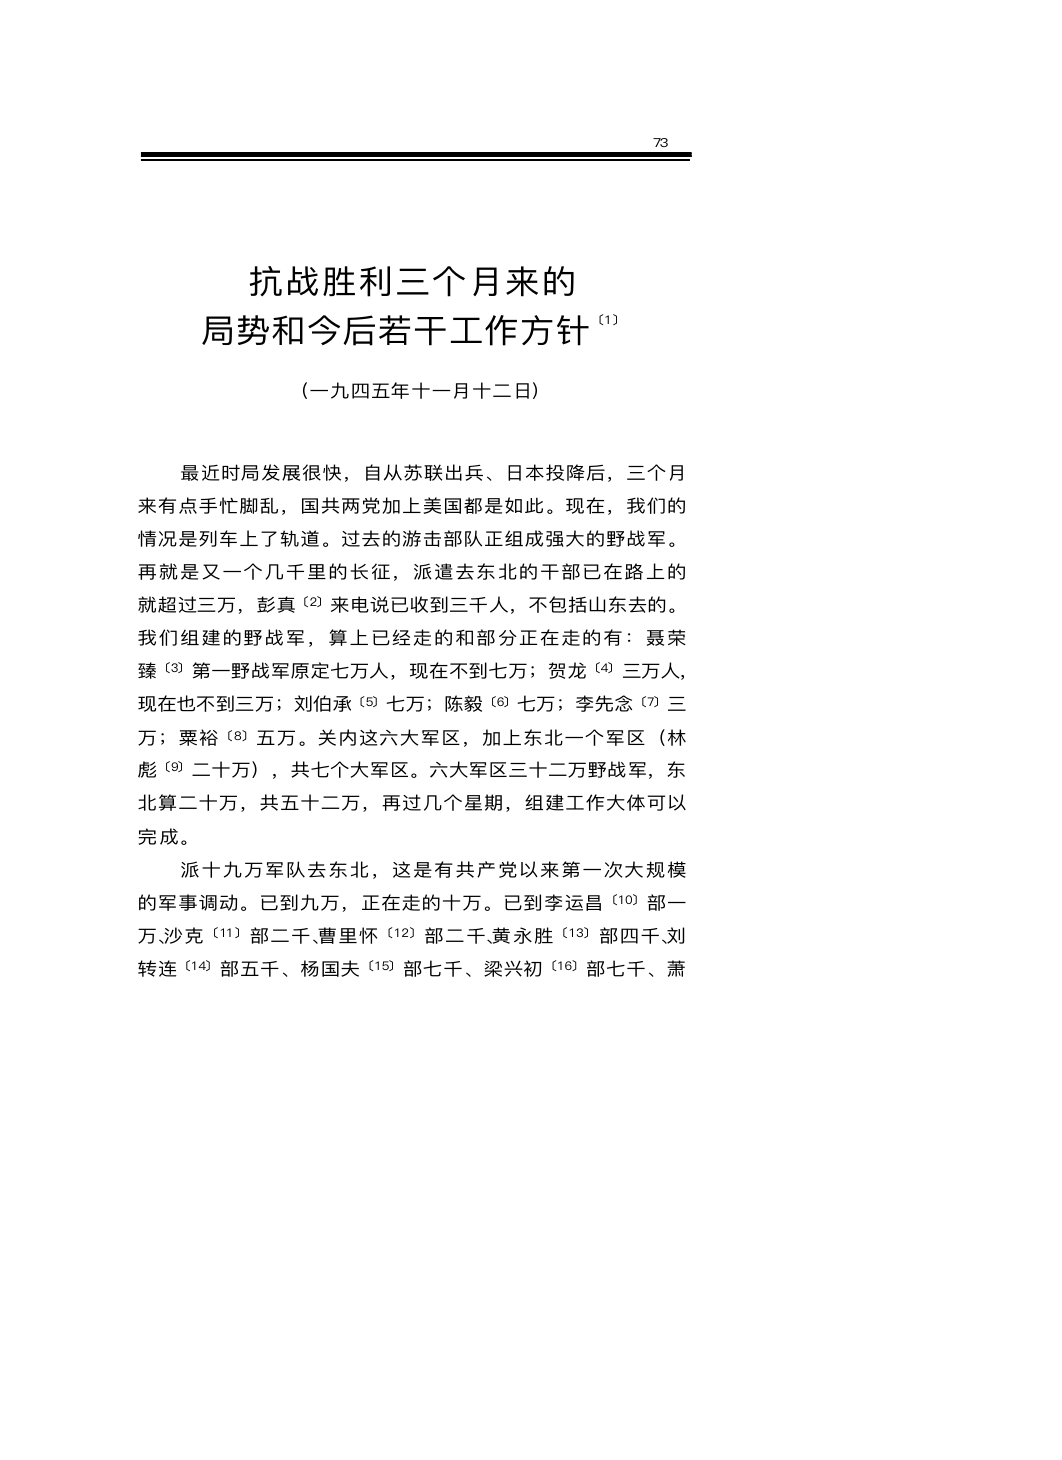 73
抗战胜利三个月来的
局势和今后若干工作方针〔1〕
（一九四五年十一月十二日）
最近时局发展很快，自从苏联出兵、日本投降后，三个月
来有点手忙脚乱，国共两党加上美国都是如此。现在，我们的
情况是列车上了轨道。过去的游击部队正组成强大的野战军。
再就是又一个几千里的长征，派遣去东北的干部已在路上的
就超过三万，彭真〔2〕来电说已收到三千人，不包括山东去的。
我们组建的野战军，算上已经走的和部分正在走的有：聂荣
臻〔3〕第一野战军原定七万人，现在不到七万；贺龙〔4〕三万人，
现在也不到三万；刘伯承〔5〕七万；陈毅〔6〕七万；李先念〔7〕三
万；粟裕〔8〕五万。关内这六大军区，加上东北一个军区（林
彪〔9〕二十万），共七个大军区。六大军区三十二万野战军，东
北算二十万，共五十二万，再过几个星期，组建工作大体可以
完成。
派十九万军队去东北，这是有共产党以来第一次大规模
的军事调动。已到九万，正在走的十万。已到李运昌〔10〕部一
万、沙克〔11〕部二千、曹里怀〔12〕部二千、黄永胜〔13〕部四千、刘
转连〔14〕部五千、杨国夫〔15〕部七千、梁兴初〔16〕部七千、萧